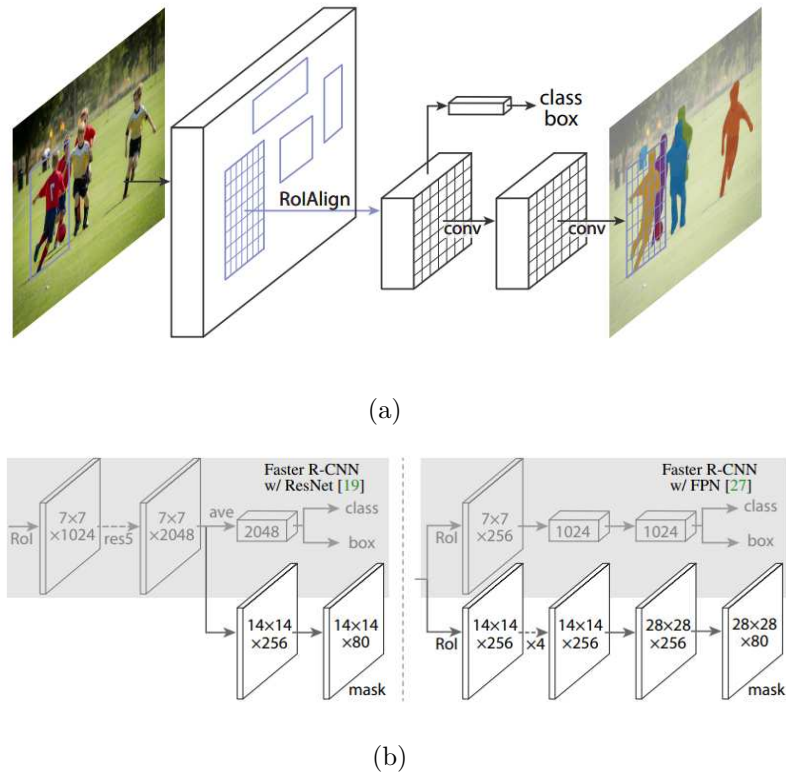 class
box
RoIAlign
conv
conv
(a)
Faster R-CNN
w/ ResNet [19]
RoI
7×7
×1024
res5
7×7
×2048
ave
2048
class
box
14×14
×256
14×14
×80
mask
Faster R-CNN
w/ FPN [27]
RoI
7×7
×256
1024
1024
class
box
RoI
14×14
×256
×4
14×14
×256
28×28
×256
28×28
×80
mask
(b)